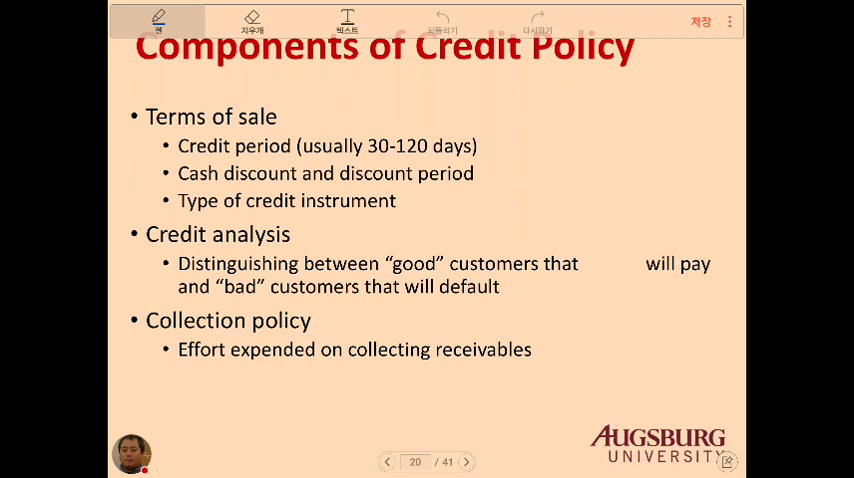 펜
지우개
텍스트
되돌리기
다시하기
저장
Components of Credit Policy
• Terms of sale
• Credit period (usually 30-120 days)
• Cash discount and discount period
• Type of credit instrument
• Credit analysis
• Distinguishing between “good” customers that will pay
and “bad” customers that will default
• Collection policy
• Effort expended on collecting receivables
AUGSBURG
UNIVERSITY
20 / 41